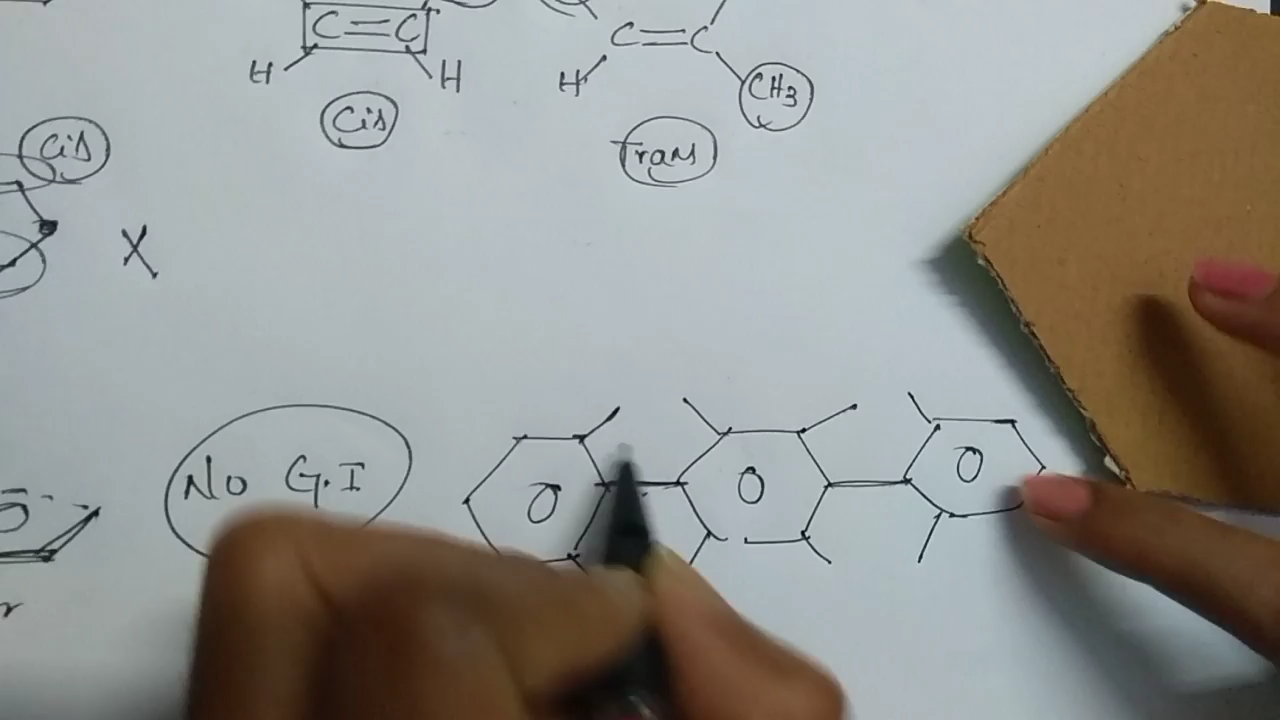 C=C C=C
H H H CH3
Cis Trans
Cis
X
No G.I
O O O